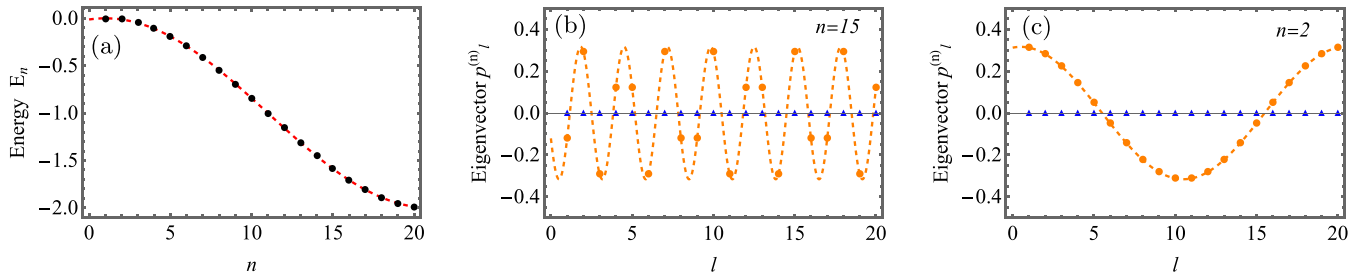 0.0
-0.5
-1.0
-1.5
-2.0
Energy E_n
(a)
0 5 10 15 20
n
0.4
0.2
0.0
-0.2
-0.4
Eigenvector p^(n)_l
(b)
n=15
0 5 10 15 20
l
0.4
0.2
0.0
-0.2
-0.4
Eigenvector p^(n)_l
(c)
n=2
0 5 10 15 20
l